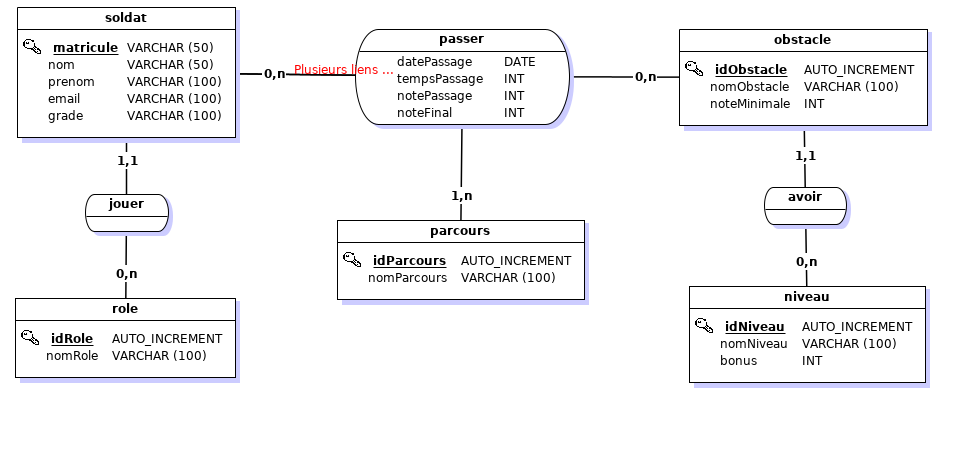 soldat
matricule VARCHAR (50)
nom VARCHAR (50)
prenom VARCHAR (100)
email VARCHAR (100)
grade VARCHAR (100)
0,n
Plusieurs liens ...
passer
datePassage DATE
tempsPassage INT
notePassage INT
noteFinal INT
0,n
obstacle
idObstacle AUTO_INCREMENT
nomObstacle VARCHAR (100)
noteMinimale INT
1,1
jouer
0,n
role
idRole AUTO_INCREMENT
nomRole VARCHAR (100)
1,n
parcours
idParcours AUTO_INCREMENT
nomParcours VARCHAR (100)
1,1
avoir
0,n
niveau
idNiveau AUTO_INCREMENT
nomNiveau VARCHAR (100)
bonus INT